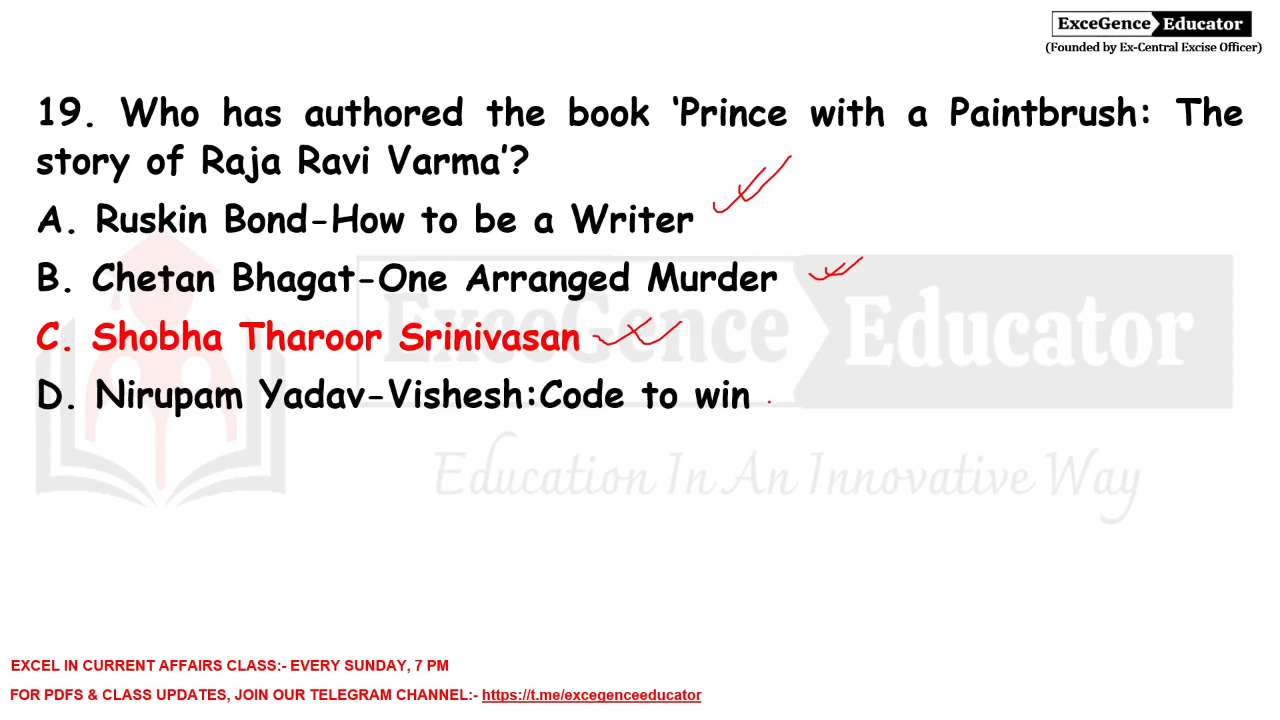 ExceGence Educator
(Founded by Ex-Central Excise Officer)
19. Who has authored the book ‘Prince with a Paintbrush: The
story of Raja Ravi Varma’?
A. Ruskin Bond-How to be a Writer
B. Chetan Bhagat-One Arranged Murder
C. Shobha Tharoor Srinivasan
D. Nirupam Yadav-Vishesh:Code to win
ExceGence Educator
Education In An Innovative Way
EXCEL IN CURRENT AFFAIRS CLASS:- EVERY SUNDAY, 7 PM
FOR PDFS & CLASS UPDATES, JOIN OUR TELEGRAM CHANNEL:- https://t.me/excegenceeducator